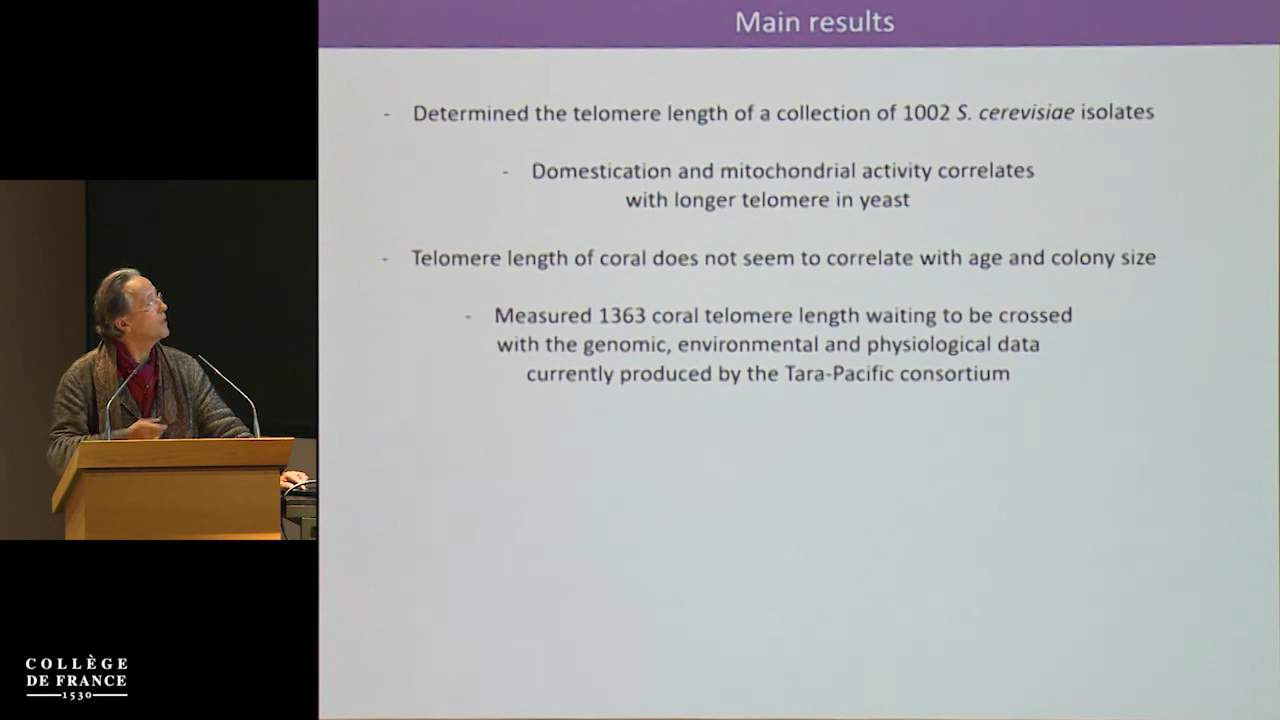 Main results
- Determined the telomere length of a collection of 1002 S. cerevisiae isolates
- Domestication and mitochondrial activity correlates
with longer telomere in yeast
- Telomere length of coral does not seem to correlate with age and colony size
- Measured 1363 coral telomere length waiting to be crossed
with the genomic, environmental and physiological data
currently produced by the Tara-Pacific consortium
COLLÈGE
DE FRANCE
1530